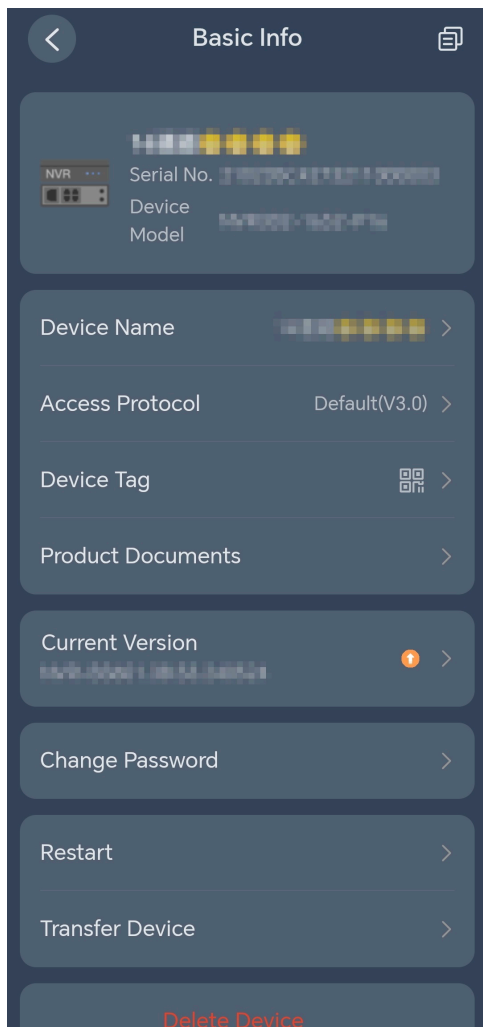 Basic Info
NVR
Serial No.
Device
Model
Device Name
Access Protocol Default(V3.0)
Device Tag
Product Documents
Current Version
Change Password
Restart
Transfer Device
Delete Device